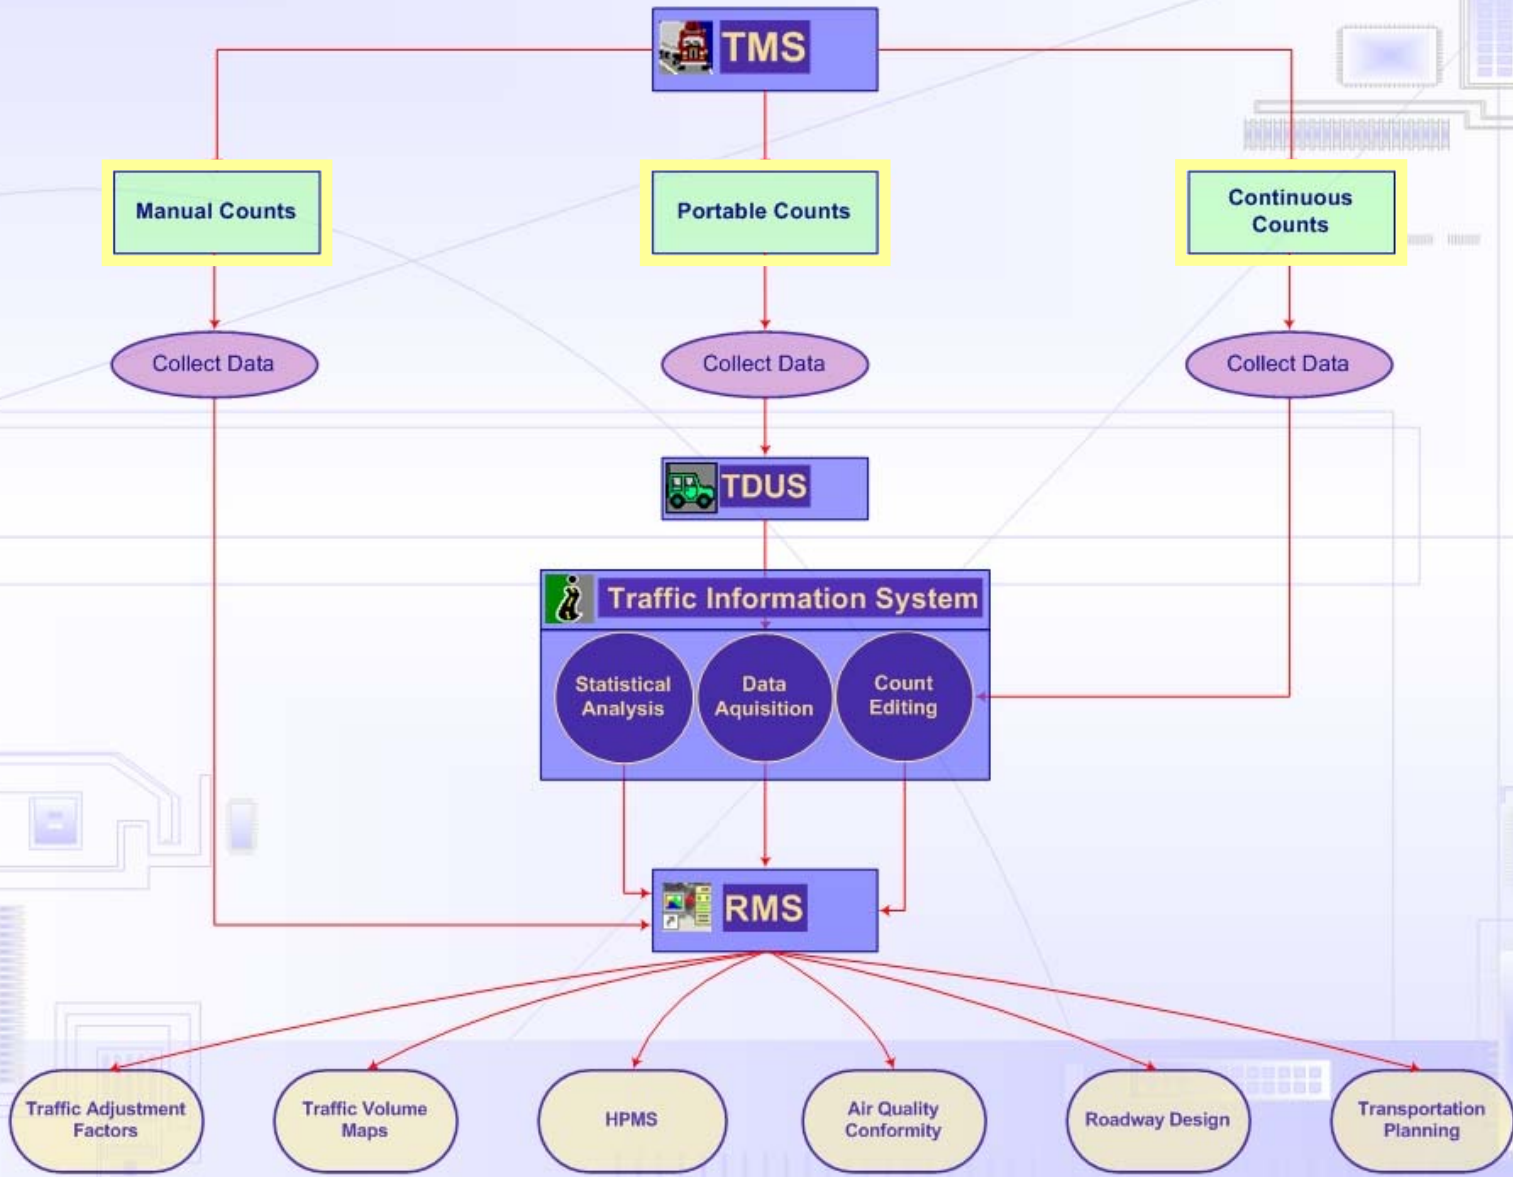 TMS
Manual Counts
Portable Counts
Continuous
Counts
Collect Data
Collect Data
Collect Data
TDUS
Traffic Information System
Statistical
Analysis
Data
Aquisition
Count
Editing
RMS
Traffic Adjustment
Factors
Traffic Volume
Maps
HPMS
Air Quality
Conformity
Roadway Design
Transportation
Planning